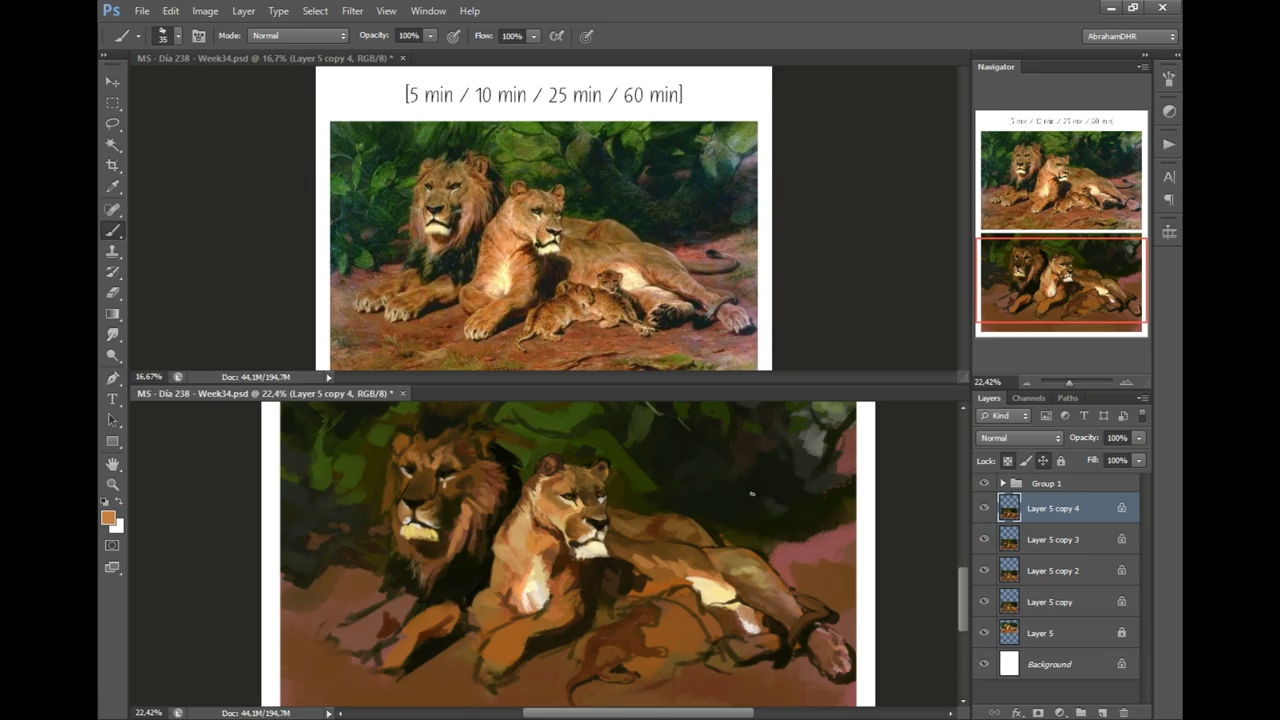 Ps File Edit Image Layer Type Select Filter View Window Help
35 Mode: Normal Opacity: 100% Flow: 100% AbrahamDHR
MS - Día 238 - Week34.psd @ 16,7% (Layer 5 copy 4, RGB/8) * ×
Navigator
[5 min / 10 min / 25 min / 60 min]
16.67% Doc: 44,1M/194,7M
22,42%
MS - Día 238 - Week34.psd @ 22,4% (Layer 5 copy 4, RGB/8) * ×
Layers Channels Paths
Kind
Normal Opacity: 100%
Lock: Fill: 100%
Group 1
Layer 5 copy 4
Layer 5 copy 3
Layer 5 copy 2
Layer 5 copy
Layer 5
Background
22,42% Doc: 44,1M/194,7M